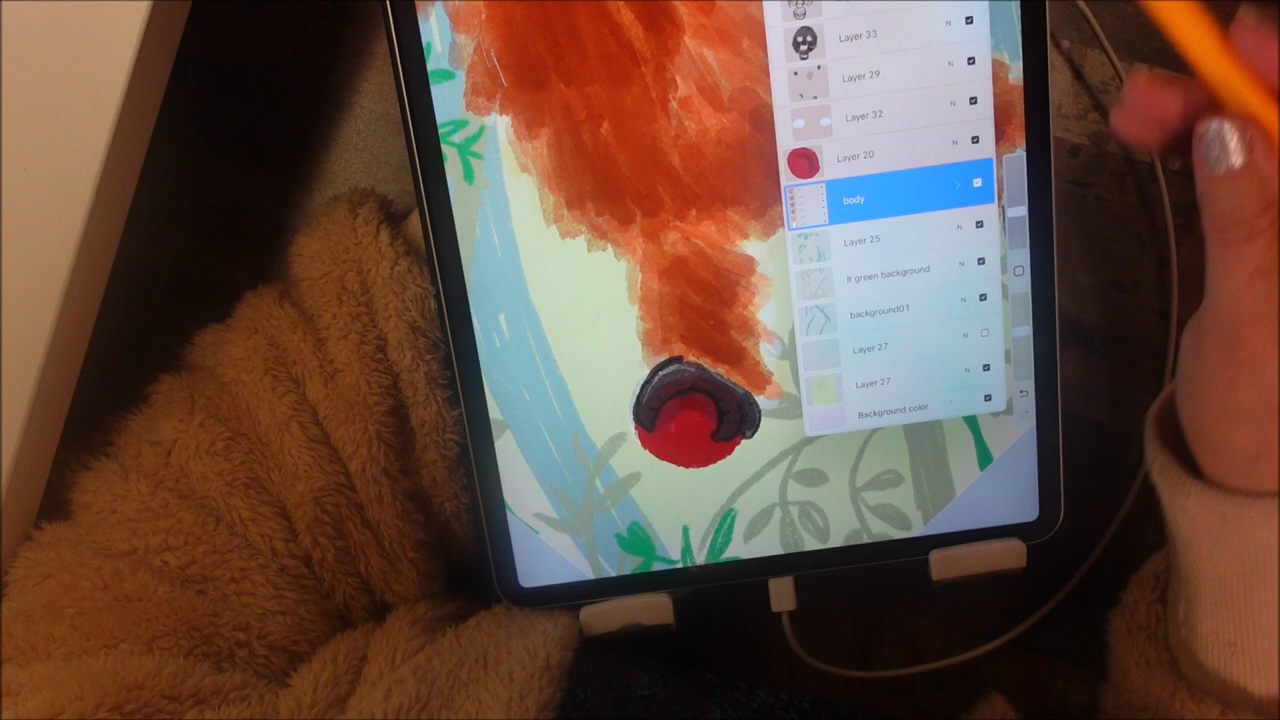 Layer 33 N
Layer 29 N
Layer 32 N
Layer 20 N
body
Layer 25 N
lt green background N
background01 N
Layer 27 N
Layer 27 N
Background color